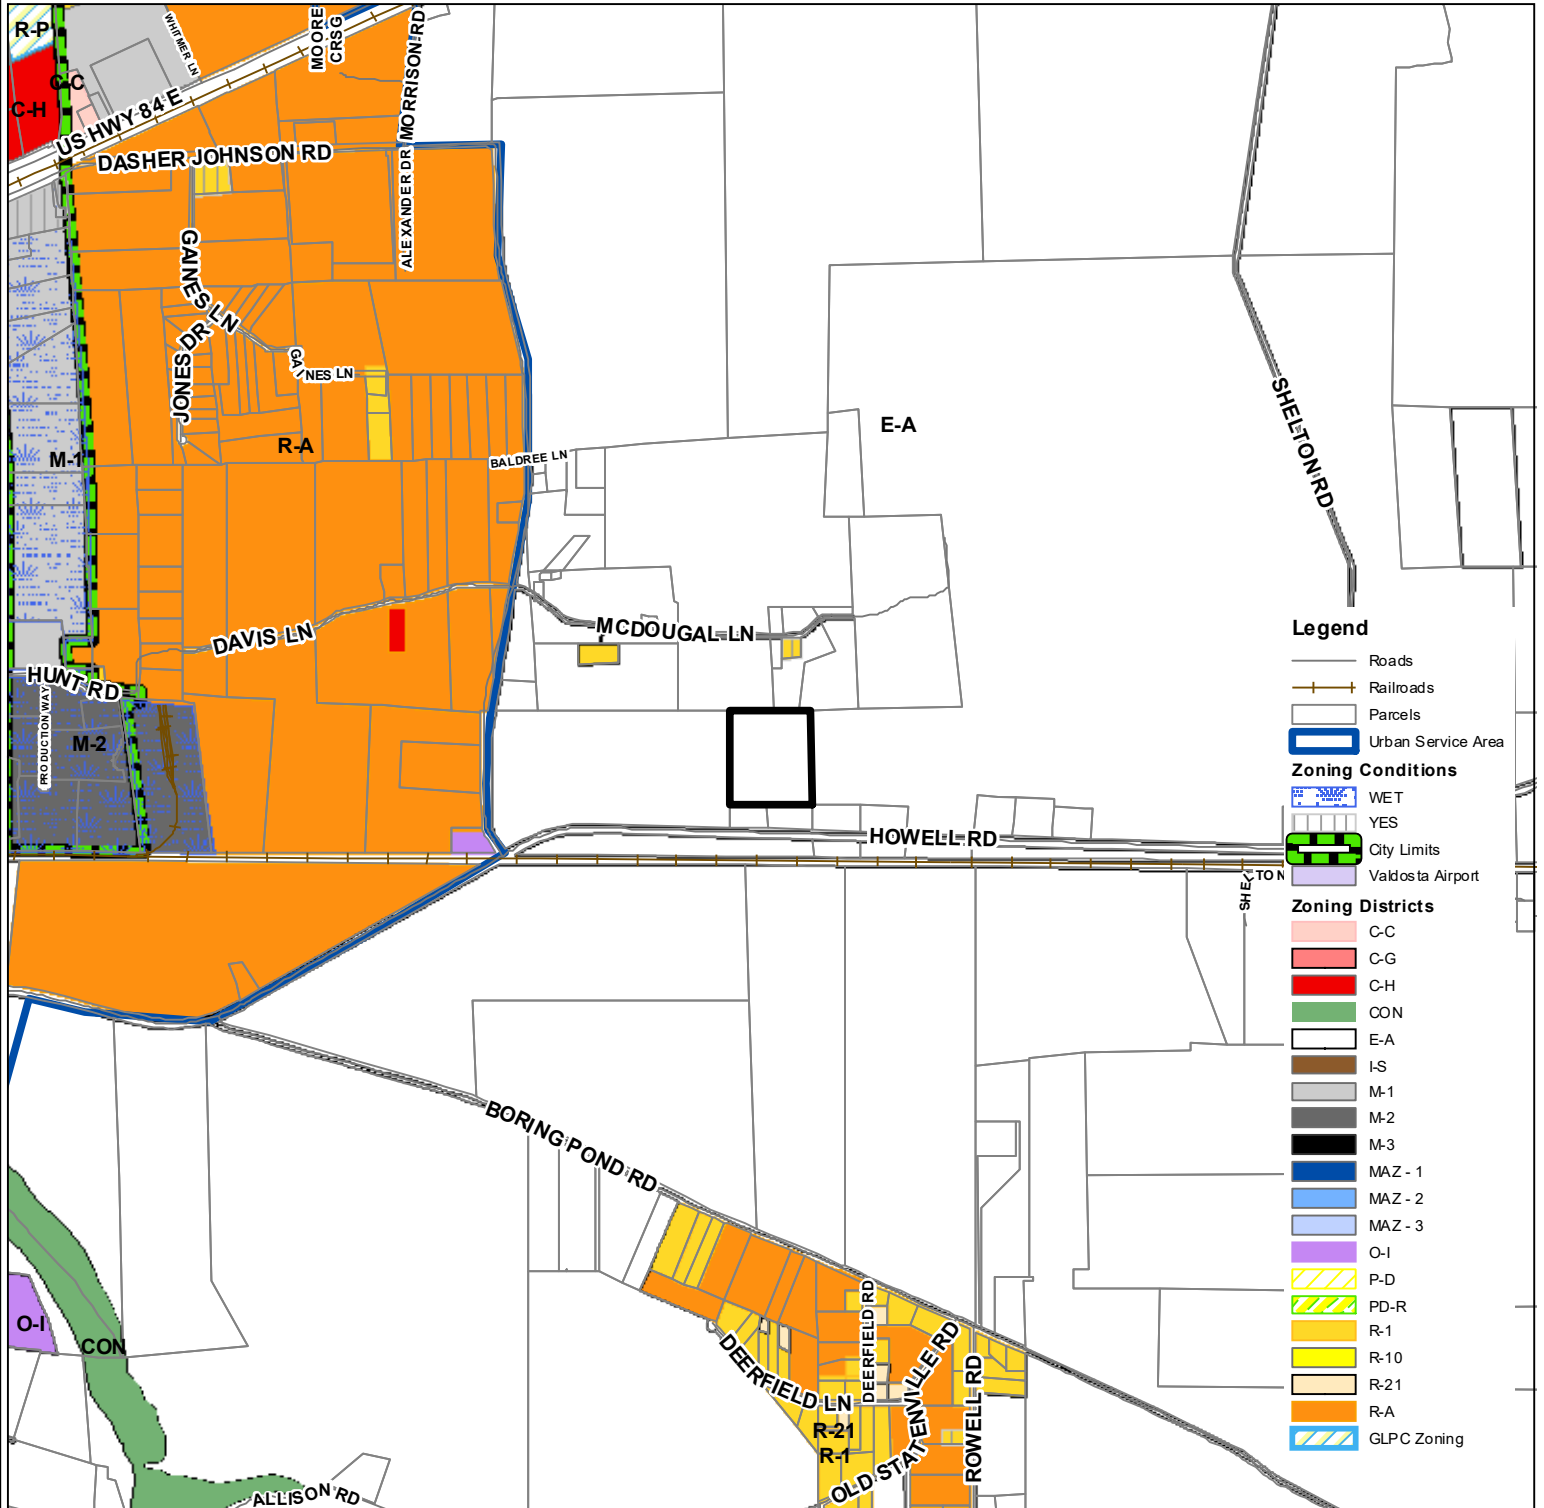 R-P
WHITMER LN
MOORE
CRSG
C-C
C-H
US HWY 84 E
ALEXANDER DR MORRISON RD
DASHER JOHNSON RD
GAINES LN
JONES DR
GAINES LN
R-A
M-1
BALDREE LN
E-A
SHELTON RD
DAVIS LN
MCDOUGAL LN
HUNT RD
PRODUCTION WAY
M-2
HOWELL RD
SHE
TON
BORING POND RD
O-I
CON
DEERFIELD RD
DEERFIELD LN
OLD STATENVILLE RD
ROWELL RD
R-21
R-1
ALLISON RD
Legend
Roads
Railroads
Parcels
Urban Service Area
Zoning Conditions
WET
YES
City Limits
Valdosta Airport
Zoning Districts
C-C
C-G
C-H
CON
E-A
I-S
M-1
M-2
M-3
MAZ - 1
MAZ - 2
MAZ - 3
O-I
P-D
PD-R
R-1
R-10
R-21
R-A
GLPC Zoning